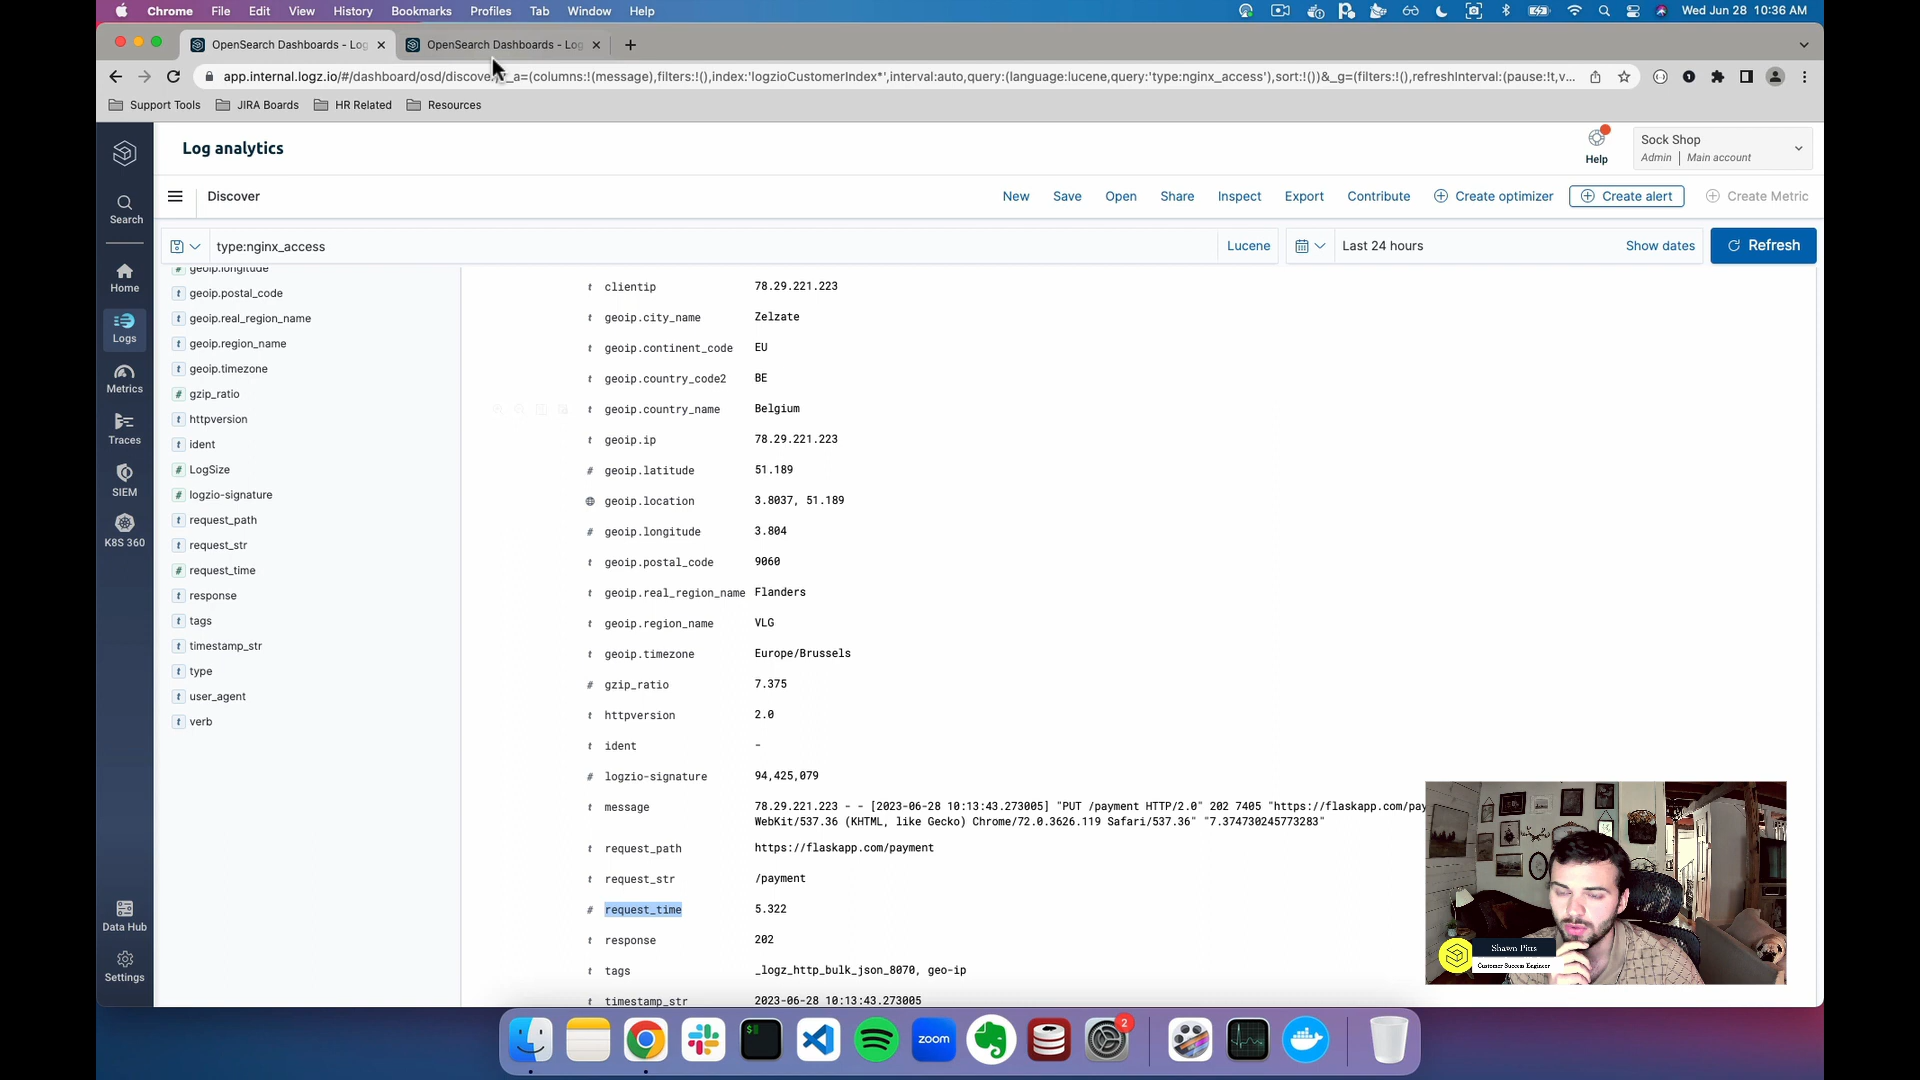 Chrome File Edit View History Bookmarks Profiles Tab Window Help Wed Jun 28 10:36 AM
OpenSearch Dashboards - Log OpenSearch Dashboards - Log
app.internal.logz.io/#/dashboard/osd/discove _a=(columns:!(message),filters:!(),index:'logzioCustomerIndex*',interval:auto,query:(language:lucene,query:'type:nginx_access'),sort:!())&_g=(filters:!(),refreshInterval:(pause:!t,v...
Support Tools JIRA Boards HR Related Resources
Log analytics
Help
Sock Shop
Admin | Main account
Discover
New Save Open Share Inspect Export Contribute Create optimizer Create alert Create Metric
type:nginx_access Lucene Last 24 hours Show dates Refresh
Search
Home
Logs
Metrics
Traces
SIEM
K8S 360
Data Hub
Settings
# geoip.longitude
t geoip.postal_code
t geoip.real_region_name
t geoip.region_name
t geoip.timezone
# gzip_ratio
t httpversion
t ident
# LogSize
# logzio-signature
t request_path
t request_str
# request_time
t response
t tags
t timestamp_str
t type
t user_agent
t verb
t clientip 78.29.221.223
t geoip.city_name Zelzate
t geoip.continent_code EU
t geoip.country_code2 BE
t geoip.country_name Belgium
t geoip.ip 78.29.221.223
# geoip.latitude 51.189
geoip.location 3.8037, 51.189
# geoip.longitude 3.804
t geoip.postal_code 9060
t geoip.real_region_name Flanders
t geoip.region_name VLG
t geoip.timezone Europe/Brussels
# gzip_ratio 7.375
t httpversion 2.0
t ident -
# logzio-signature 94,425,079
t message 78.29.221.223 - - [2023-06-28 10:13:43.273005] "PUT /payment HTTP/2.0" 202 7405 "https://flaskapp.com/pay
WebKit/537.36 (KHTML, like Gecko) Chrome/72.0.3626.119 Safari/537.36" "7.374730245773283"
t request_path https://flaskapp.com/payment
t request_str /payment
# request_time 5.322
t response 202
t tags _logz_http_bulk_json_8070, geo-ip
t timestamp_str 2023-06-28 10:13:43.273005
Shawn Pitts
Customer Success Engineer
zoom
2